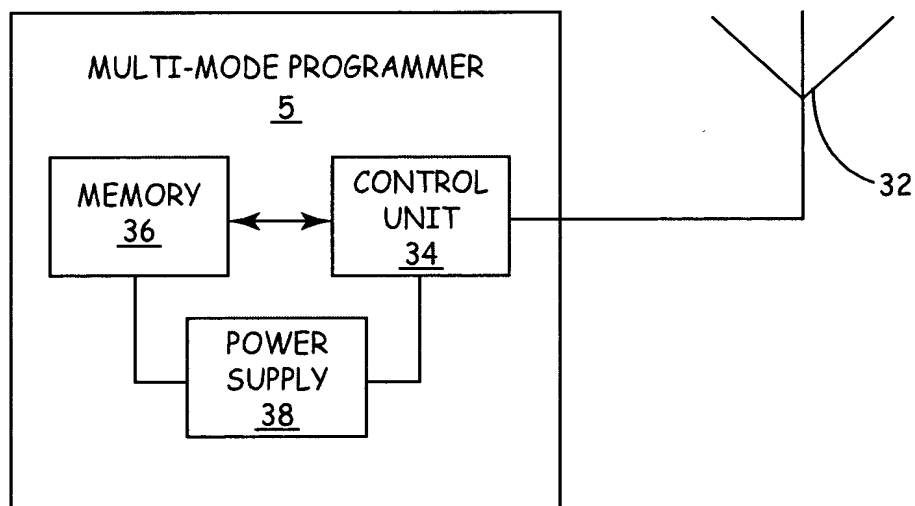 MULTI-MODE PROGRAMMER
5
MEMORY
36
CONTROL
UNIT
34
POWER
SUPPLY
38
32